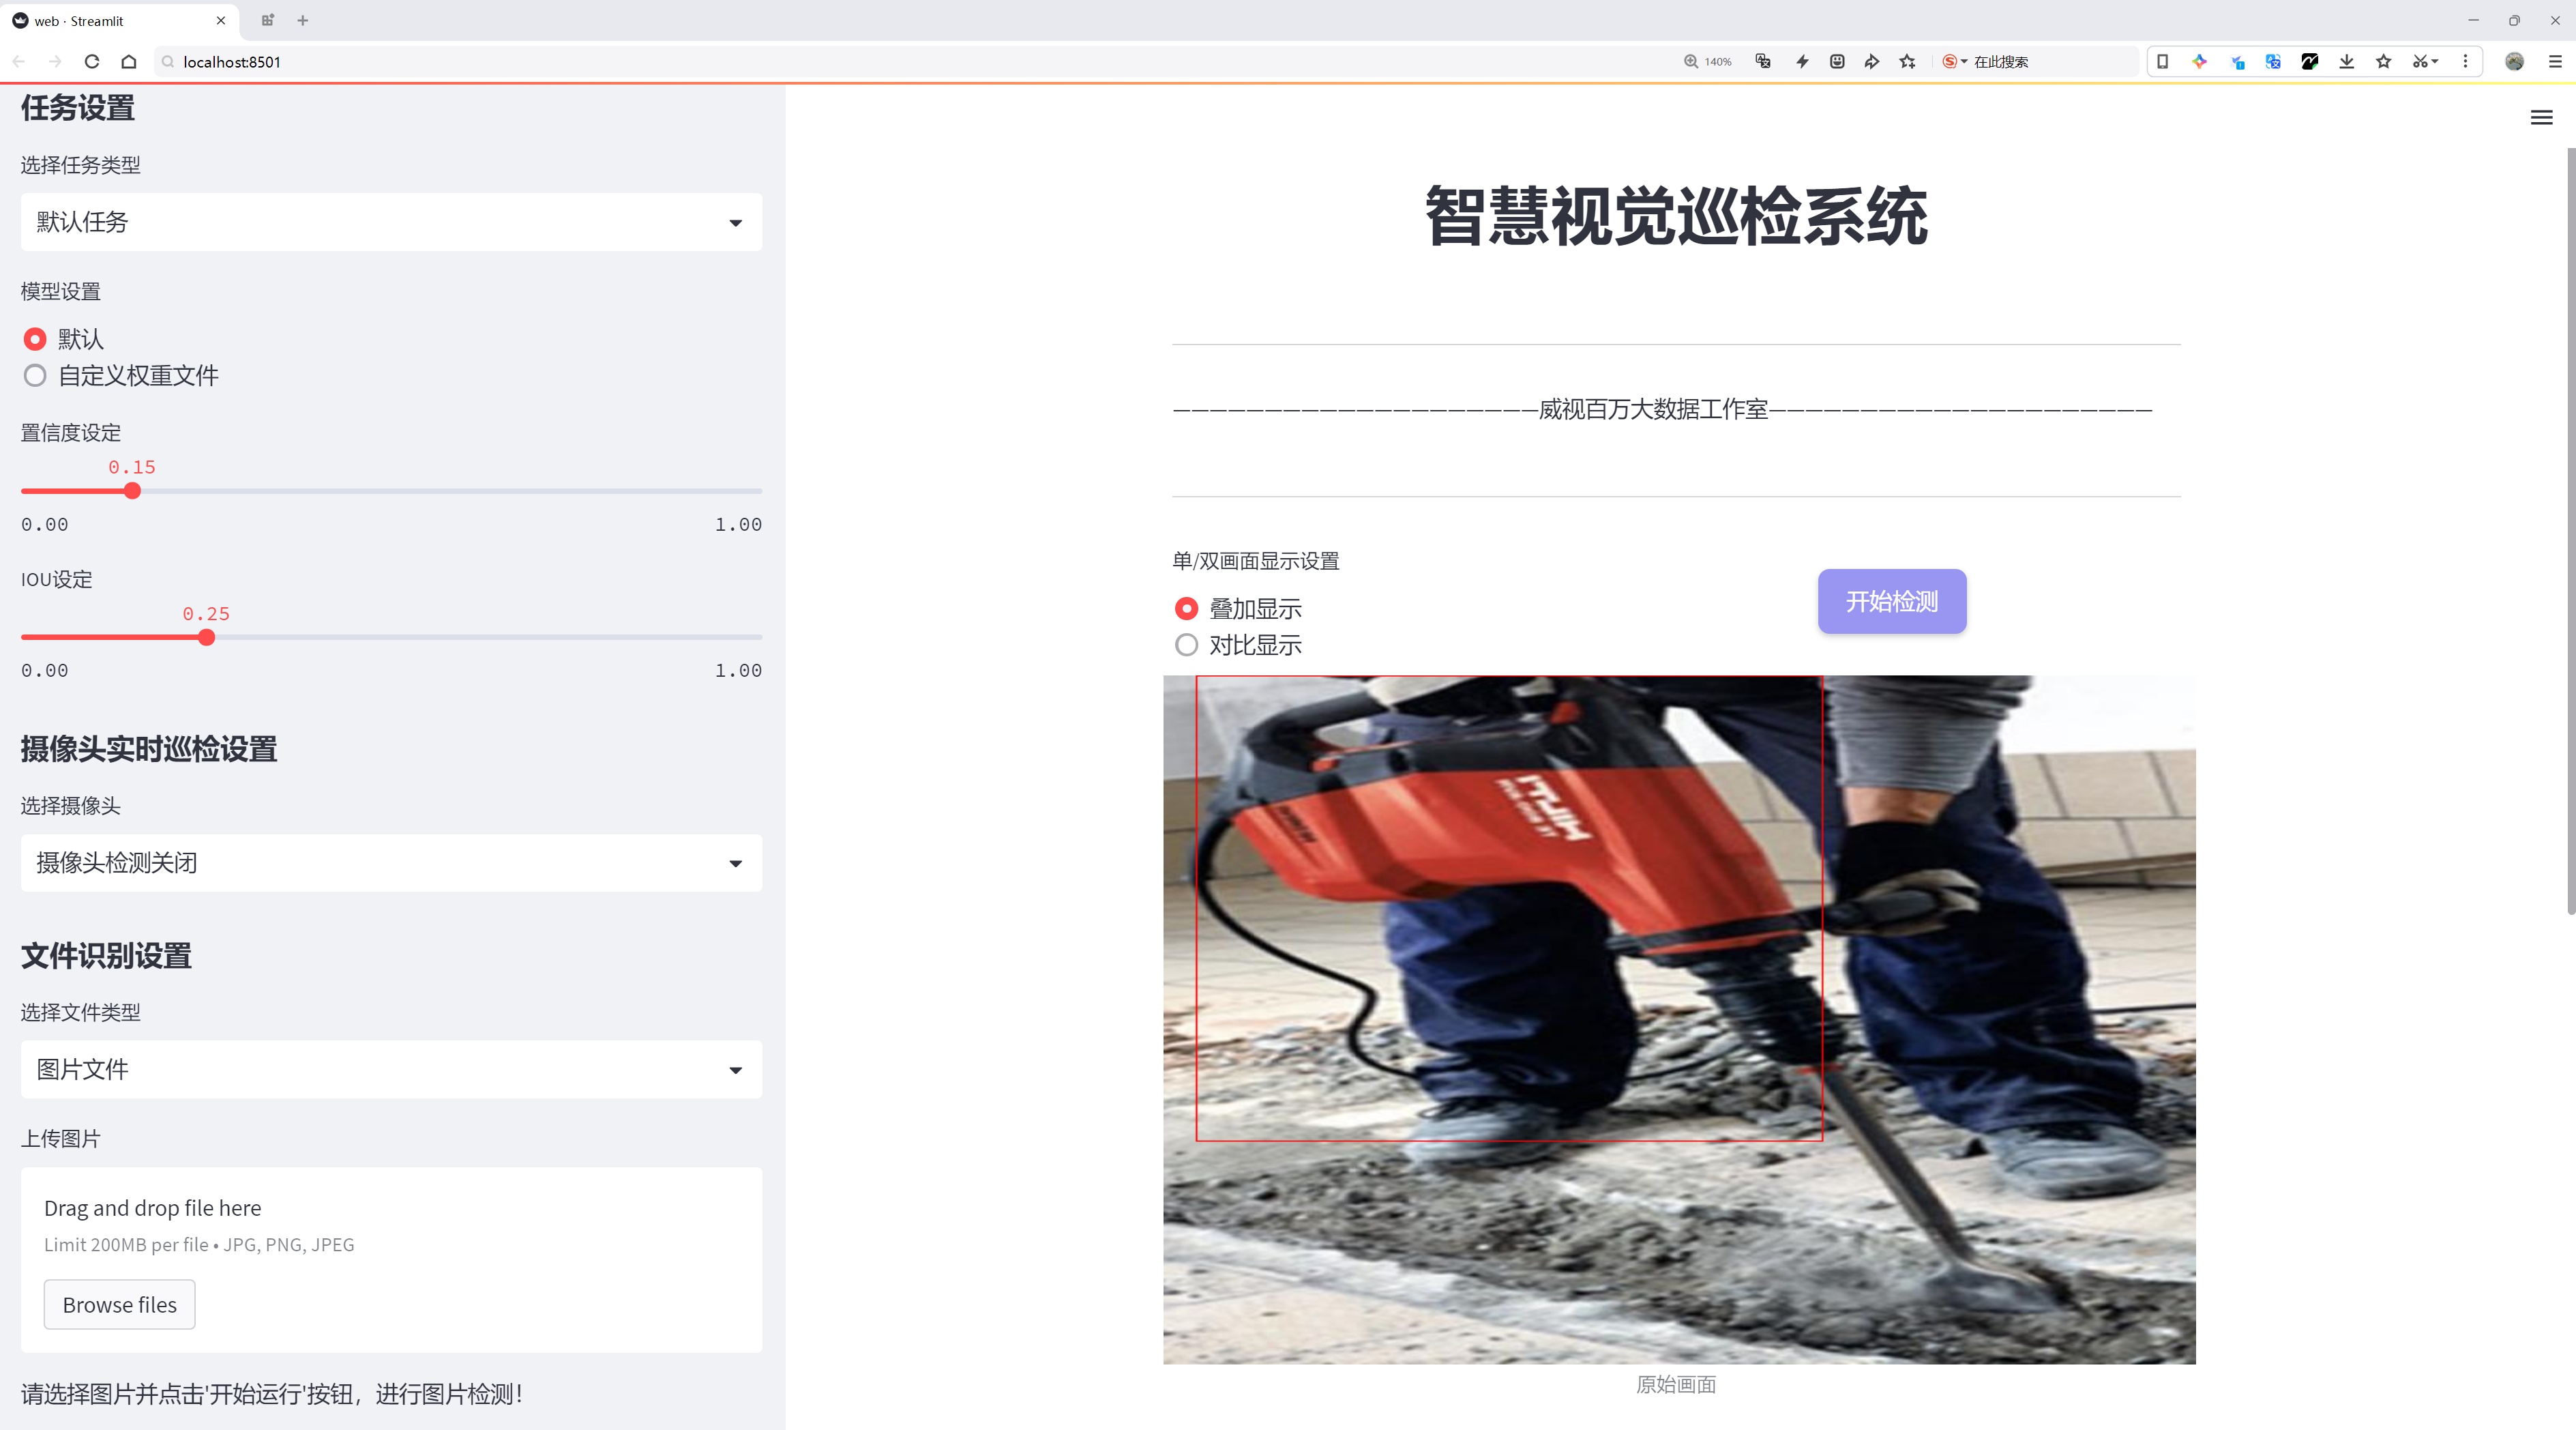 web · Streamlit
localhost:8501
140%
在此搜索
任务设置
选择任务类型
默认任务
模型设置
默认
自定义权重文件
置信度设定
0.15
0.00
1.00
IOU设定
0.25
0.00
1.00
摄像头实时巡检设置
选择摄像头
摄像头检测关闭
文件识别设置
选择文件类型
图片文件
上传图片
Drag and drop file here
Limit 200MB per file • JPG, PNG, JPEG
Browse files
请选择图片并点击'开始运行'按钮，进行图片检测！
智慧视觉巡检系统
—————————————————————威视百万大数据工作室—————————————————————
单/双画面显示设置
叠加显示
对比显示
开始检测
原始画面